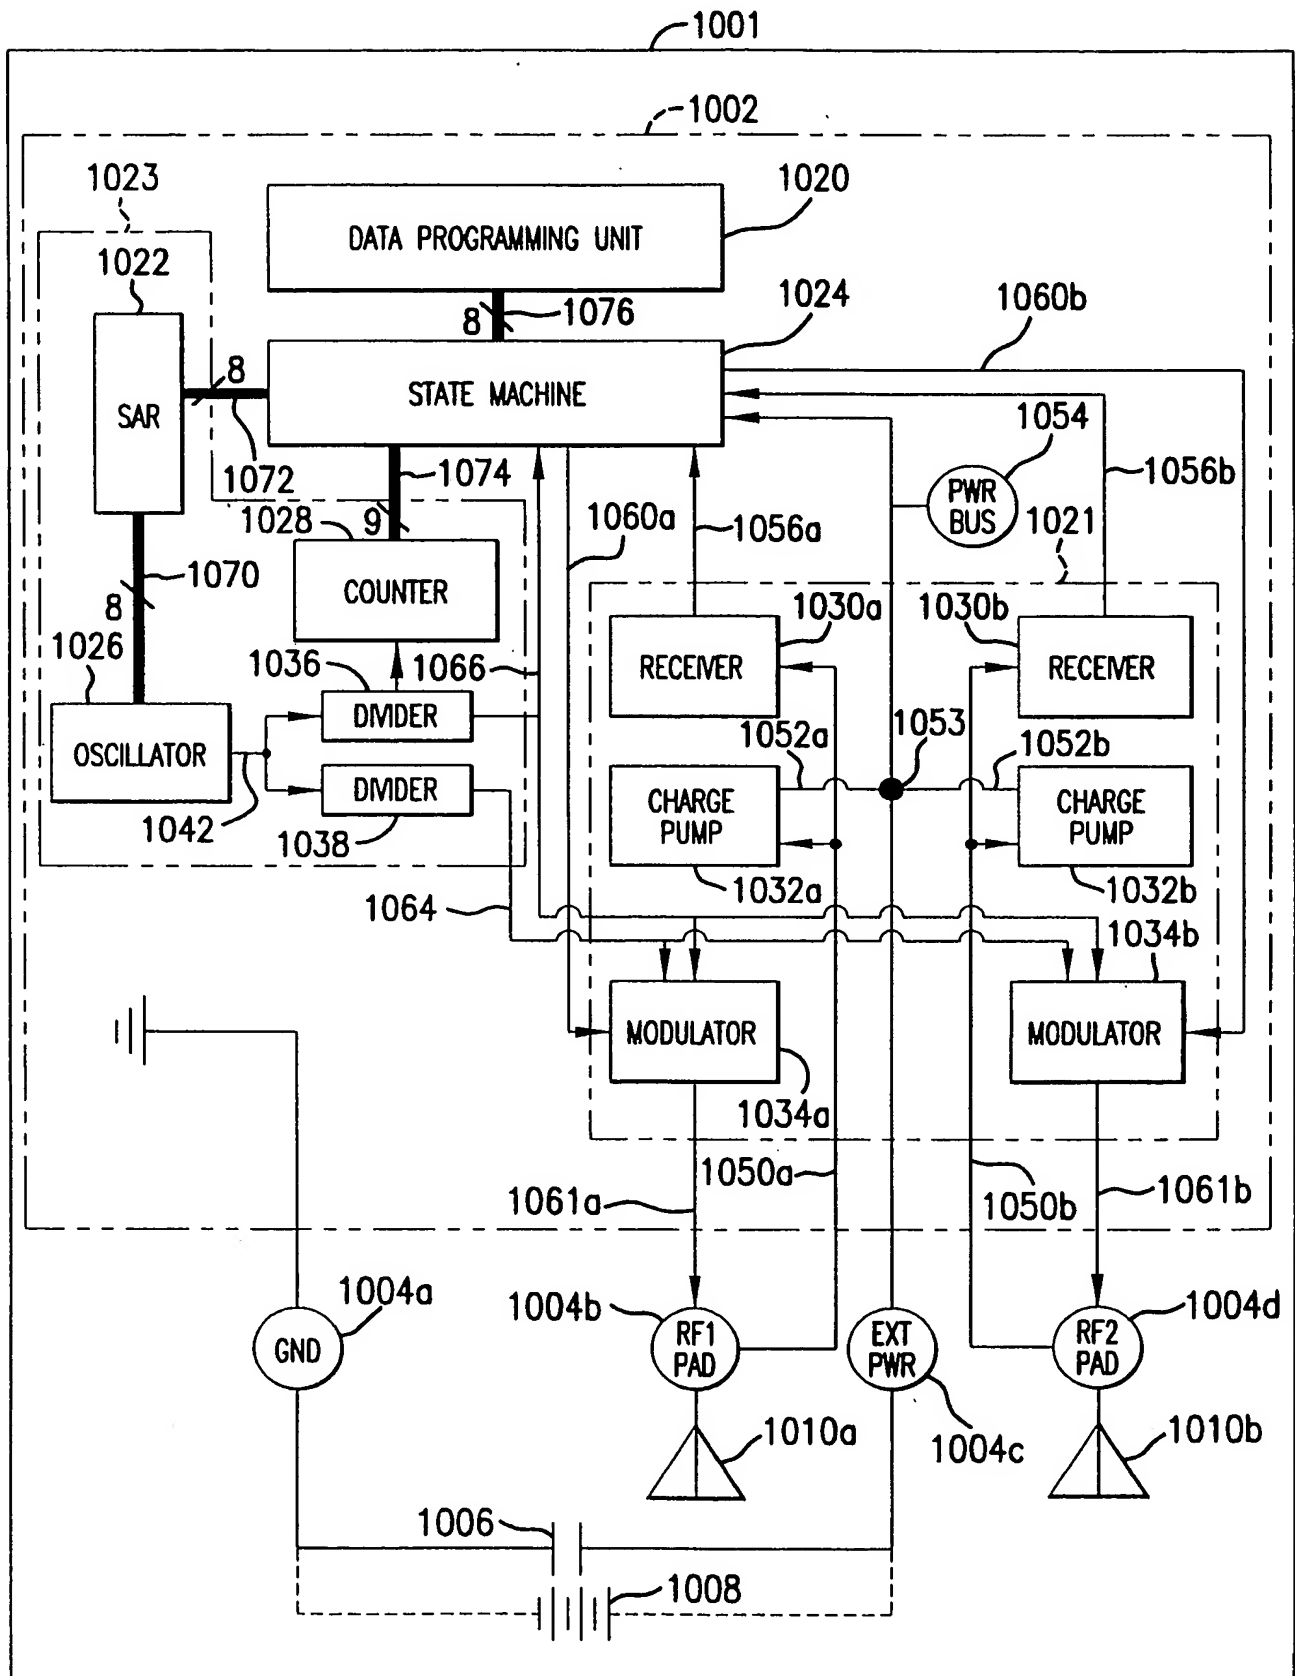 1001
1002
1023
1020
DATA PROGRAMMING UNIT
1022
1024
1060b
8
1076
8
STATE MACHINE
1054
SAR
1072
1074
PWR
BUS
1056b
1028
9
1060a
1056a
1021
1070
8
COUNTER
1030a
1030b
1026
1036
1066
RECEIVER
RECEIVER
DIVIDER
1052a
1053
1052b
OSCILLATOR
DIVIDER
CHARGE
PUMP
CHARGE
PUMP
1042
1038
1032a
1032b
1064
1034b
MODULATOR
MODULATOR
1034a
1050a
1061a
1050b
1061b
1004a
1004b
1004d
GND
RF1
PAD
EXT
PWR
RF2
PAD
1010a
1004c
1010b
1006
1008